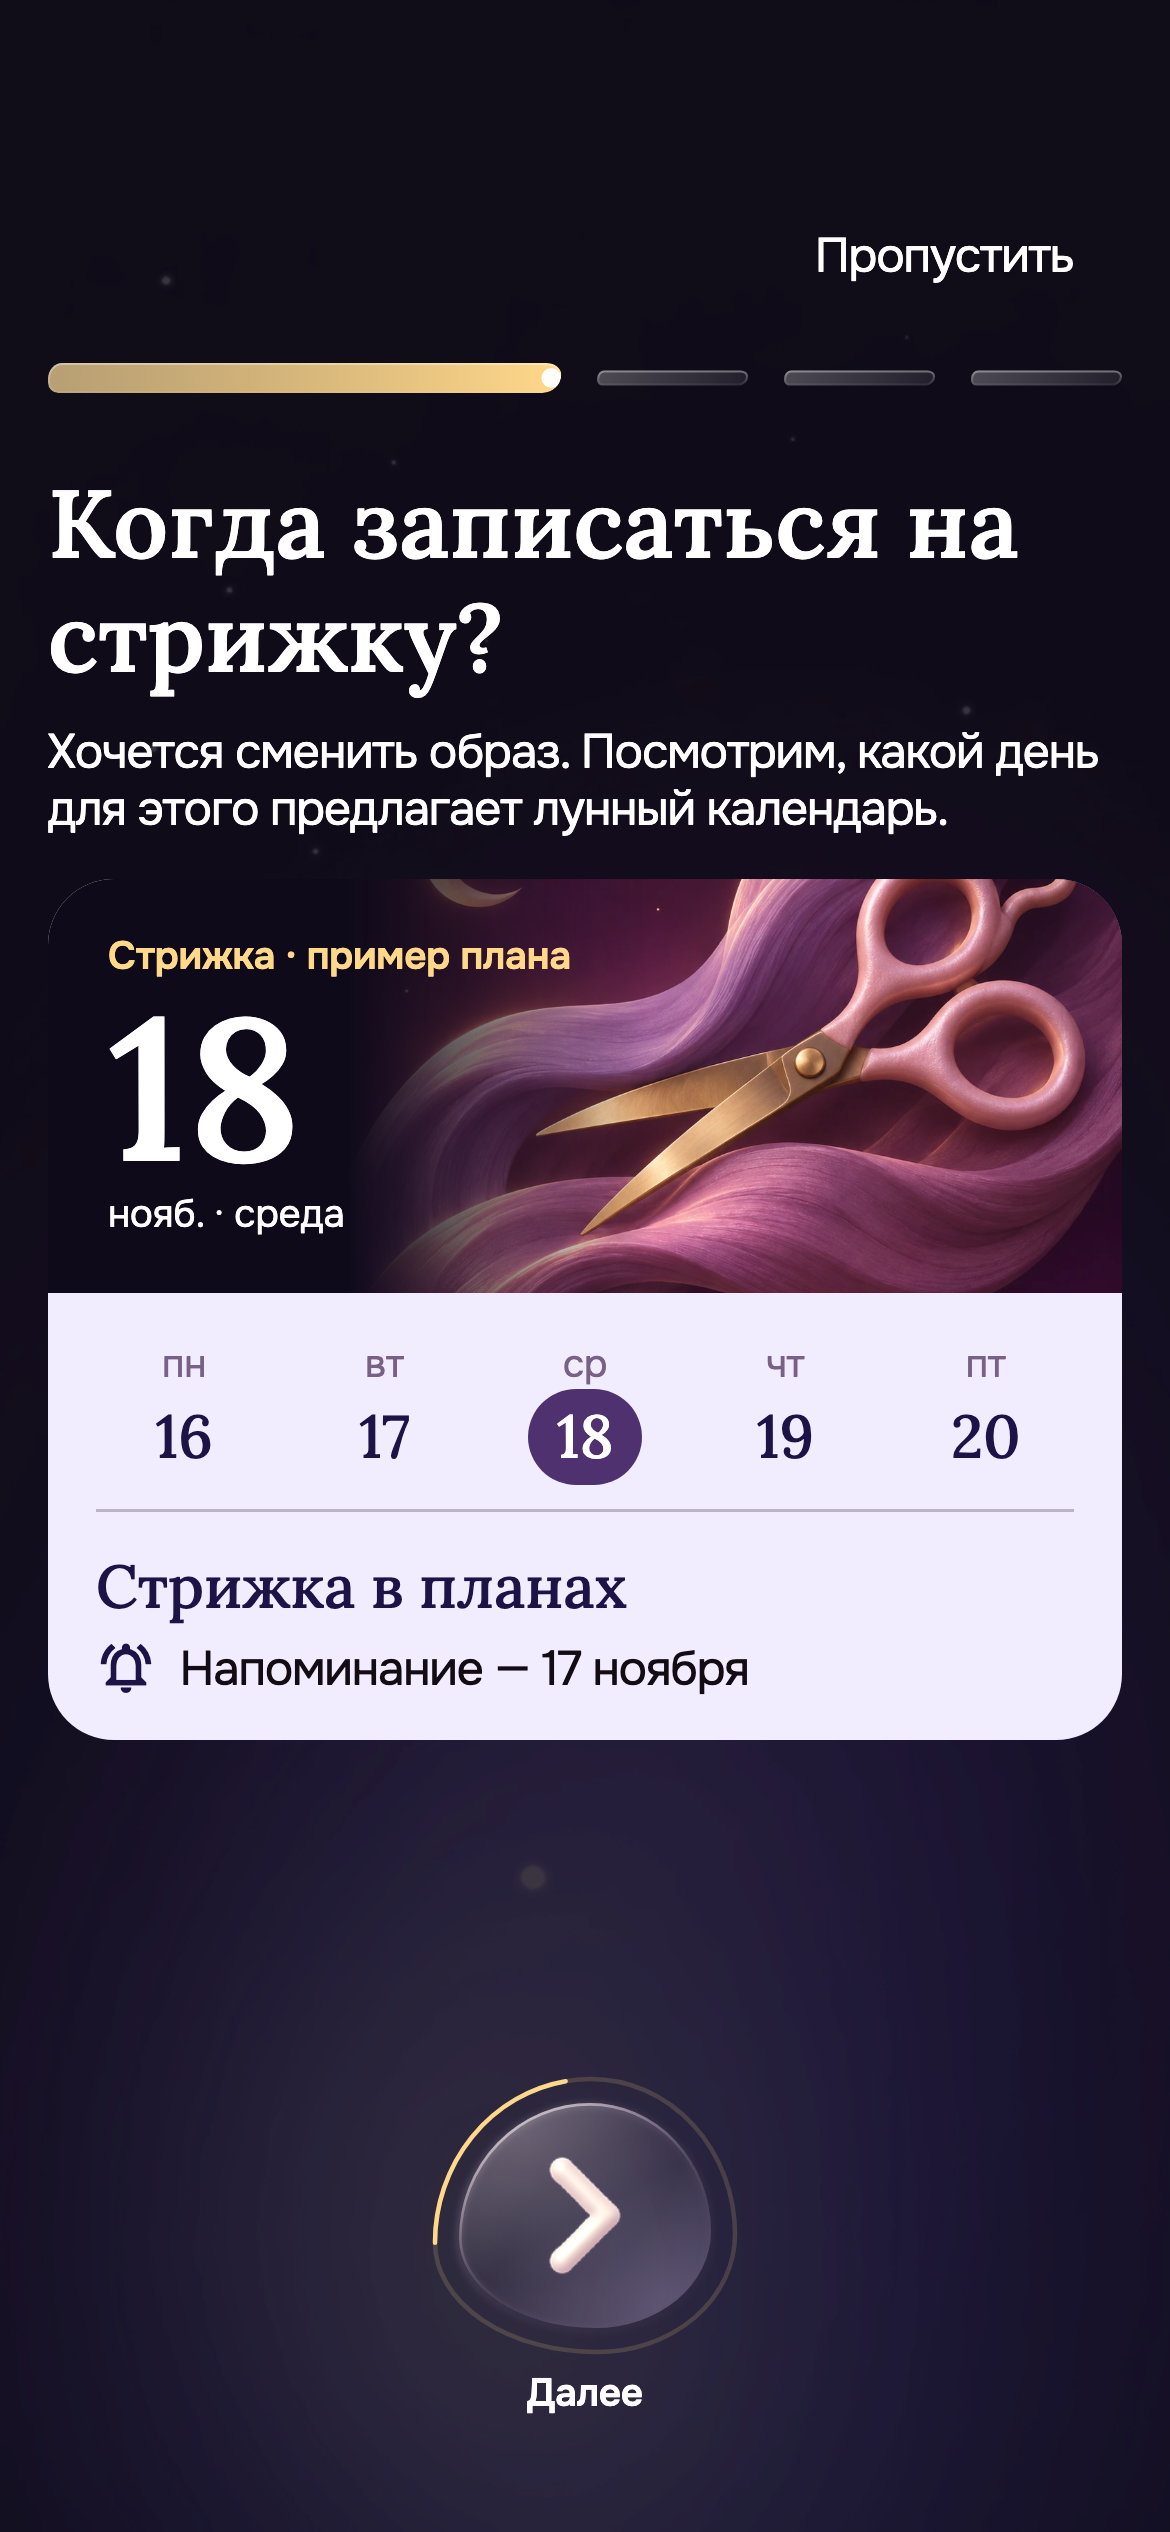 Пропустить
Когда записаться на
стрижку?
Хочется сменить образ. Посмотрим, какой день
для этого предлагает лунный календарь.
Стрижка · пример плана
18
нояб. · среда
пн вт ср чт пт
16 17 18 19 20
Стрижка в планах
Напоминание — 17 ноября
Далее